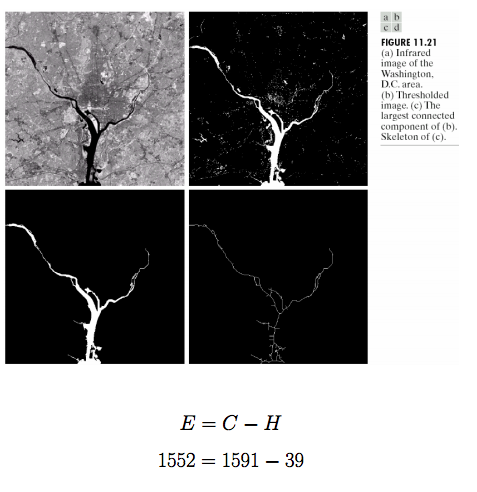 a b
c d
FIGURE 11.21
(a) Infrared
image of the
Washington,
D.C. area.
(b) Thresholded
image. (c) The
largest connected
component of (b).
Skeleton of (c).
E = C − H
1552 = 1591 − 39